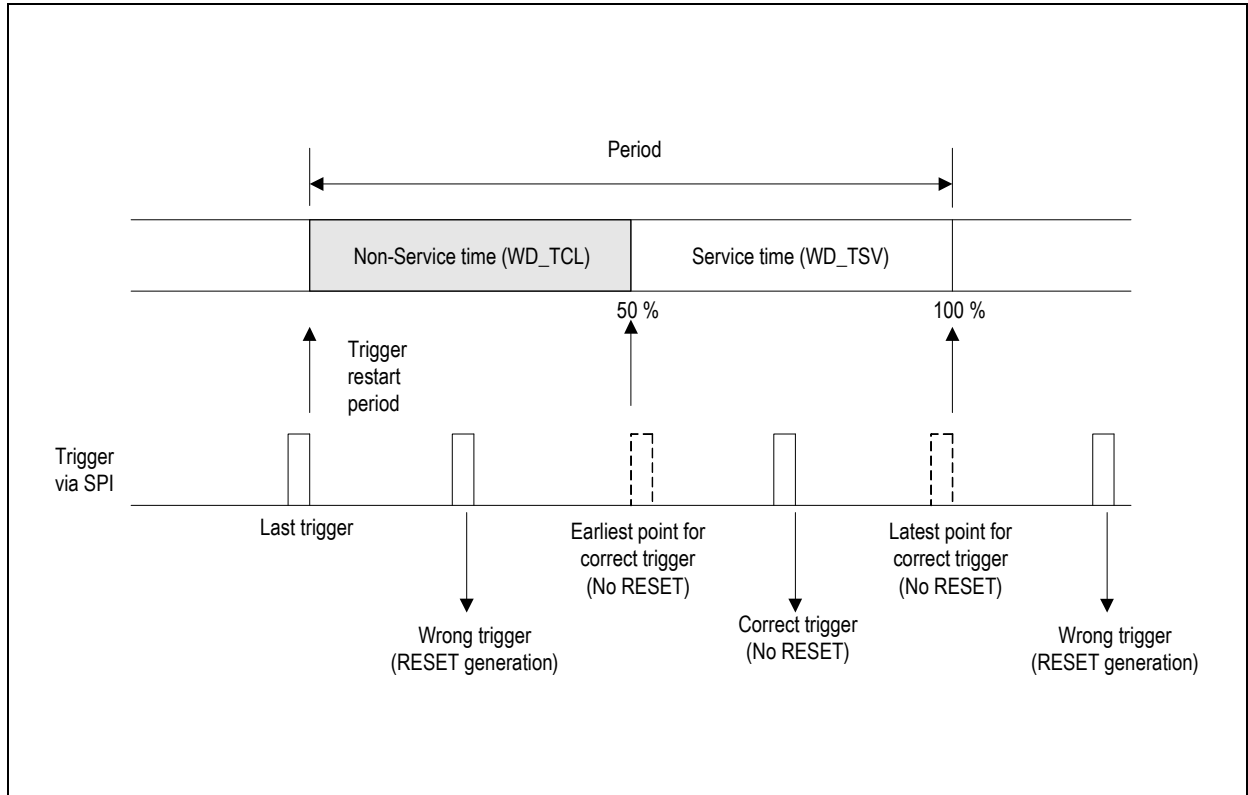 Period
Non-Service time (WD_TCL)
Service time (WD_TSV)
50 %
100 %
Trigger
restart
period
Trigger
via SPI
Last trigger
Earliest point for
correct trigger
(No RESET)
Latest point for
correct trigger
(No RESET)
Wrong trigger
(RESET generation)
Correct trigger
(No RESET)
Wrong trigger
(RESET generation)